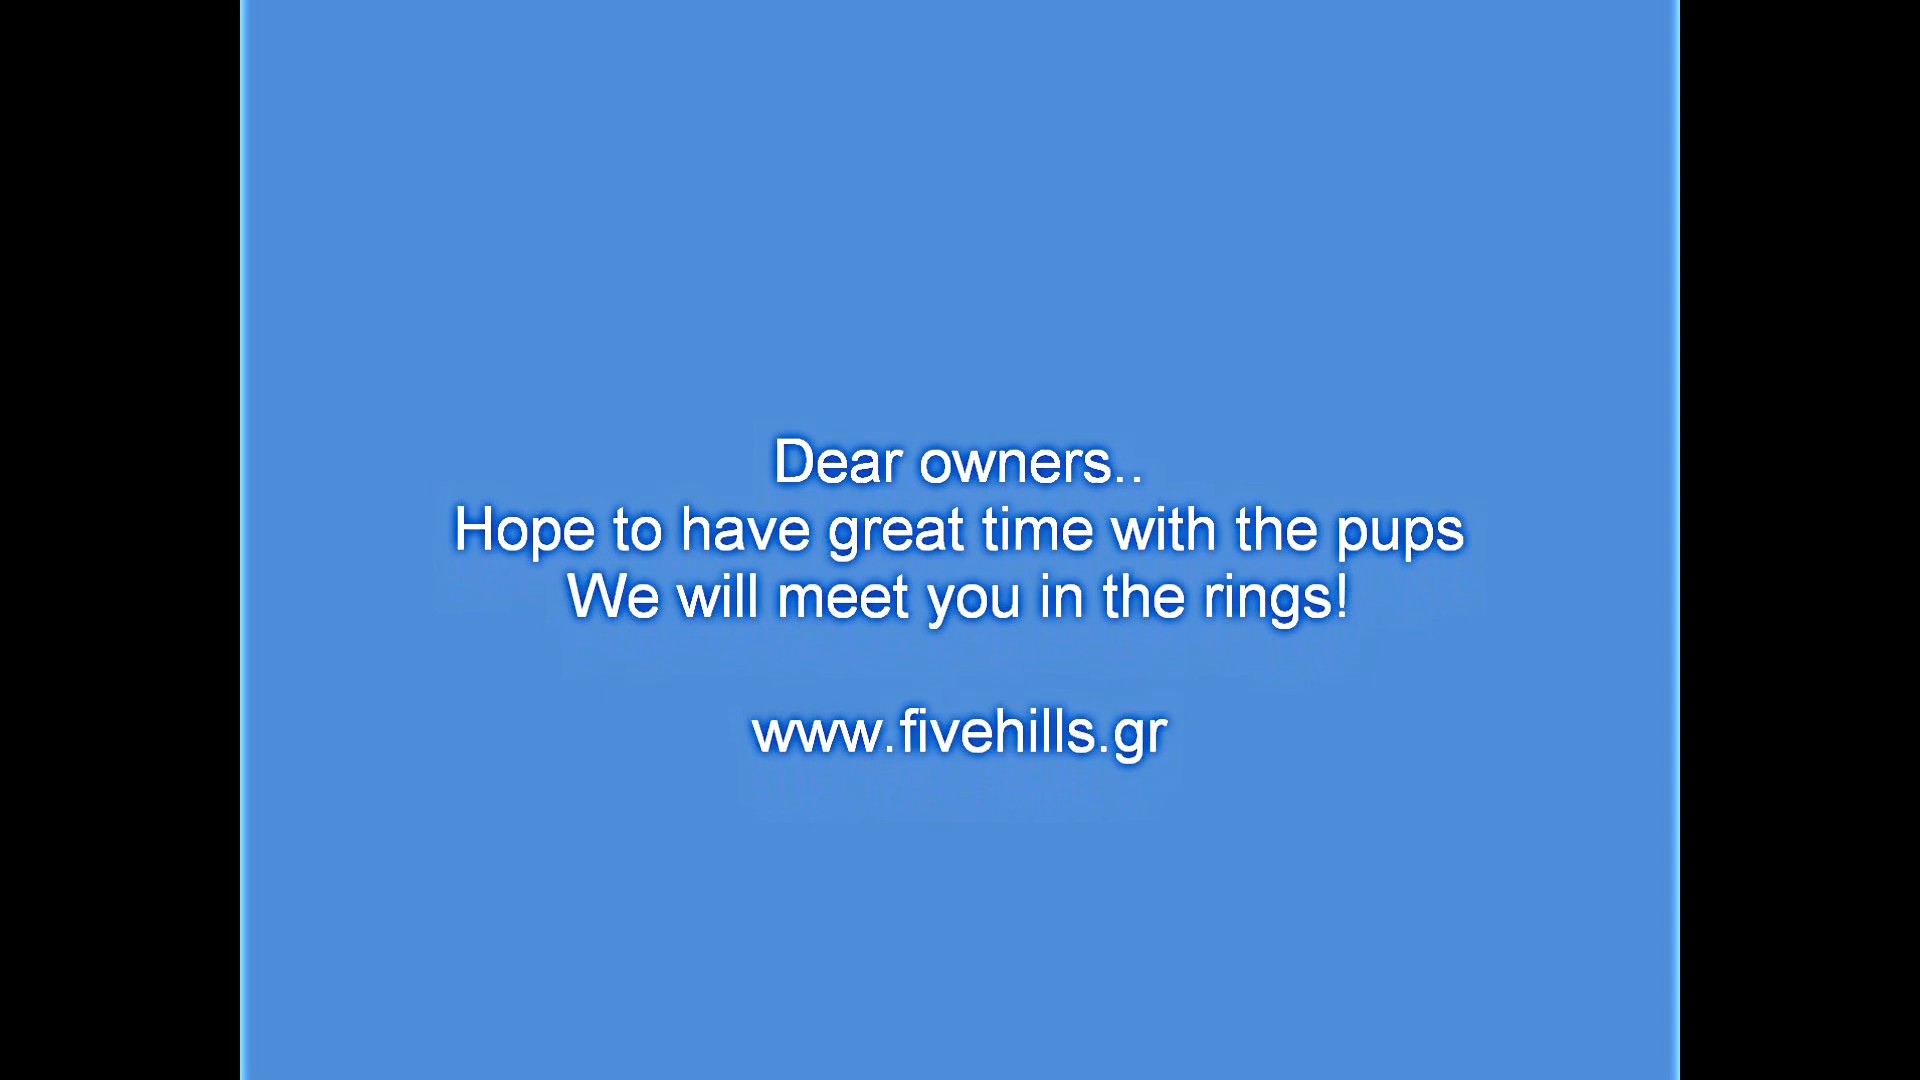 Dear owners..
Hope to have great time with the pups
We will meet you in the rings!
www.fivehills.gr